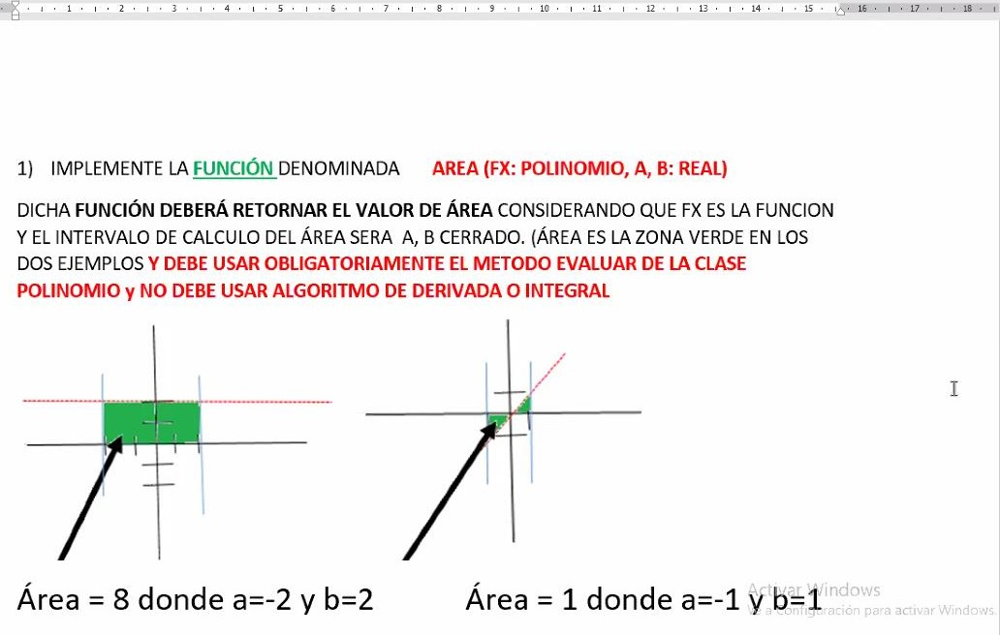 1 2 3 4 5 6 7 8 9 10 11 12 13 14 15 16 17 18
1) IMPLEMENTE LA FUNCIÓN DENOMINADA AREA (FX: POLINOMIO, A, B: REAL)
DICHA FUNCIÓN DEBERÁ RETORNAR EL VALOR DE ÁREA CONSIDERANDO QUE FX ES LA FUNCION
Y EL INTERVALO DE CALCULO DEL ÁREA SERA A, B CERRADO. (ÁREA ES LA ZONA VERDE EN LOS
DOS EJEMPLOS Y DEBE USAR OBLIGATORIAMENTE EL METODO EVALUAR DE LA CLASE
POLINOMIO y NO DEBE USAR ALGORITMO DE DERIVADA O INTEGRAL
Área = 8 donde a=-2 y b=2
Área = 1 donde a=-1 y b=1
Activar Windows
Ve a Configuración para activar Windows.